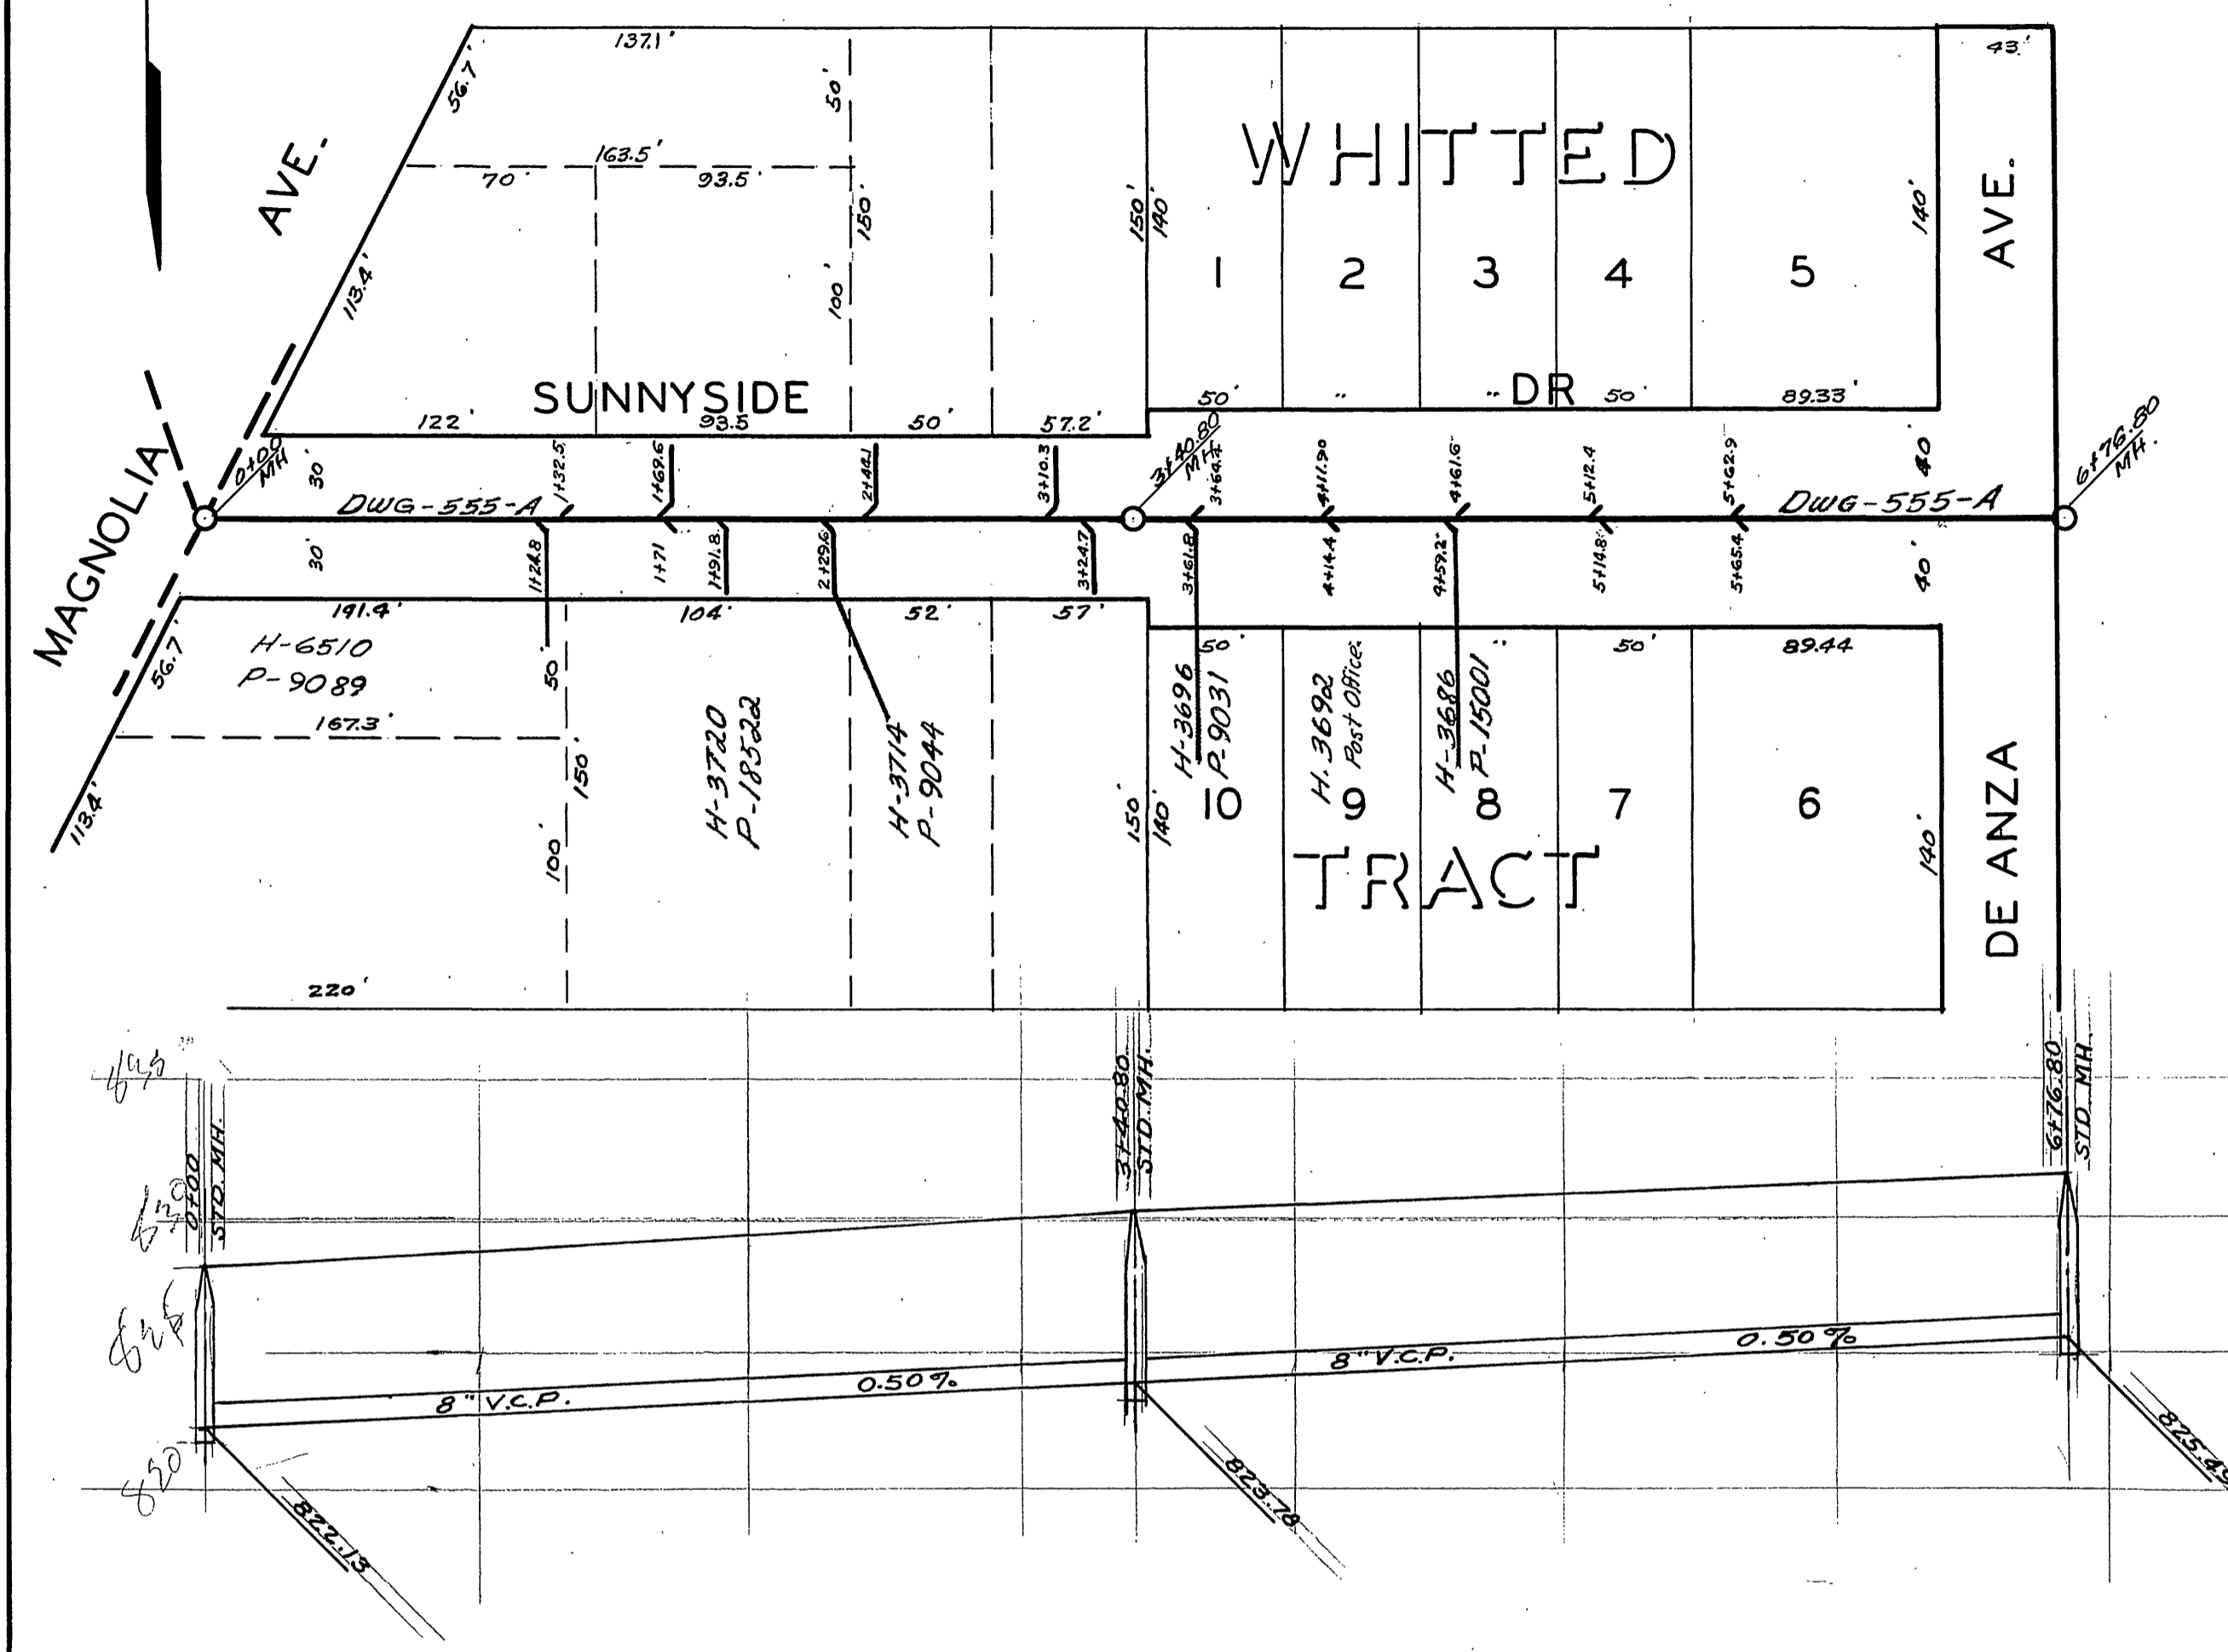 137.1'
43'
56.7'
50'
AVE.
163.5'
70'
93.5'
WHITTED
150'
150'
140'
140'
AVE.
113.4'
100'
1
2
3
4
5
SUNNYSIDE
DR
122'
93.5
50'
57.2'
50'
"
"
50'
89.33'
MAGNOLIA
0+00
MH
30'
1+32.5
1+69.6
2+44.1
3+10.3
3+40.80
MH
3+64.4
4+11.90
4+61.6
5+12.4
5+62.9
40'
6+76.80
MH.
DWG-555-A
DWG-555-A
30'
1+24.8
1+71
1+91.8
2+29.6
3+24.7
3+61.8
4+14.4
4+59.2
5+14.8
5+65.4
40'
191.4'
104'
52'
57'
56.7'
H-6510
P-9089
50'
50'
"
50'
89.44
167.3'
113.4'
150'
100'
H-3720
P-18522
H-3714
P-9044
150'
140'
H-3696
P-9031
H.3692
Post Office
H-3686
P-15001
10
9
8
7
6
140'
TRACT
DE ANZA
220'
0+00
STD. MH.
3+40.80
STD. MH.
6+76.80
STD. MH.
825
8" V.C.P.
0.50%
8" V.C.P.
0.50%
820
822.13
823.78